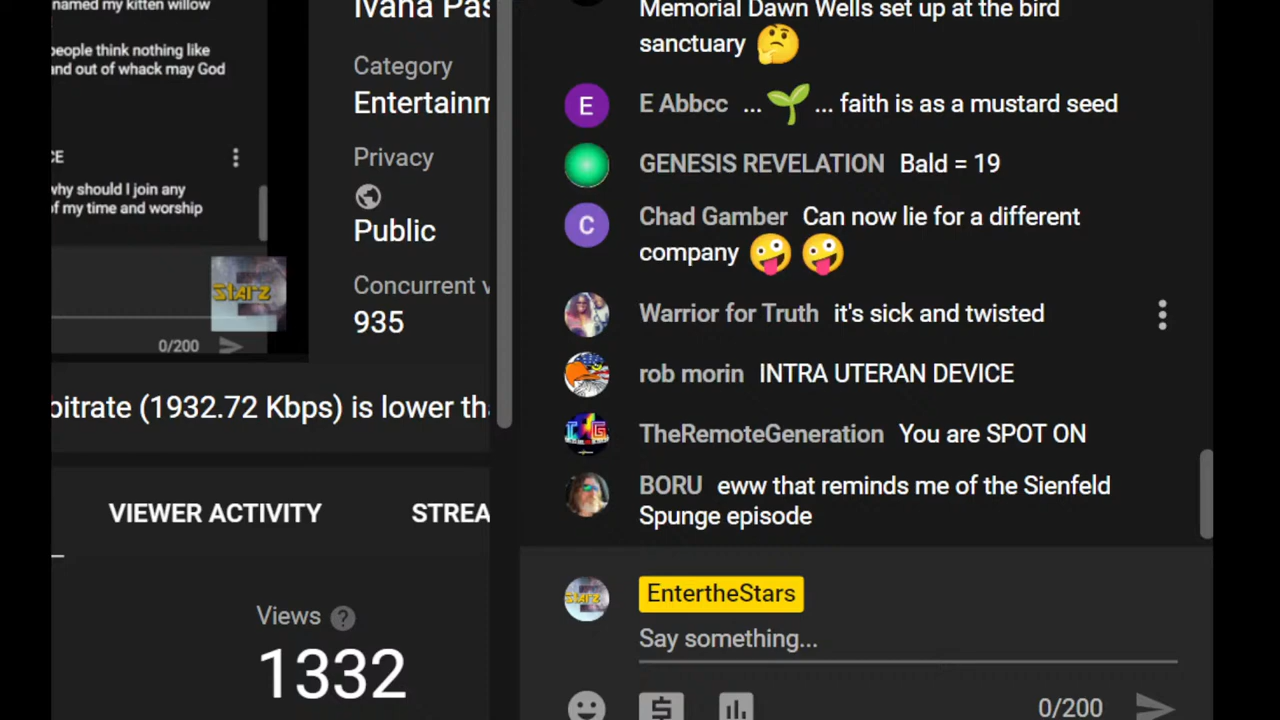 named my kitten willow
people think nothing like
and out of whack may God
why should I join any
of my time and worship
Starz
0/200
Ivana Pas
Category
Entertainm
Privacy
Public
Concurrent v
935
bitrate (1932.72 Kbps) is lower tha
VIEWER ACTIVITY
STREA
Views ?
1332
Memorial Dawn Wells set up at the bird
sanctuary 🤔
E
E Abbcc ... 🌱 ... faith is as a mustard seed
GENESIS REVELATION Bald = 19
C
Chad Gamber Can now lie for a different
company 🤪 🤪
Warrior for Truth it's sick and twisted
rob morin INTRA UTERAN DEVICE
TheRemoteGeneration You are SPOT ON
BORU eww that reminds me of the Sienfeld
Spunge episode
Starz
EntertheStars
Say something...
0/200